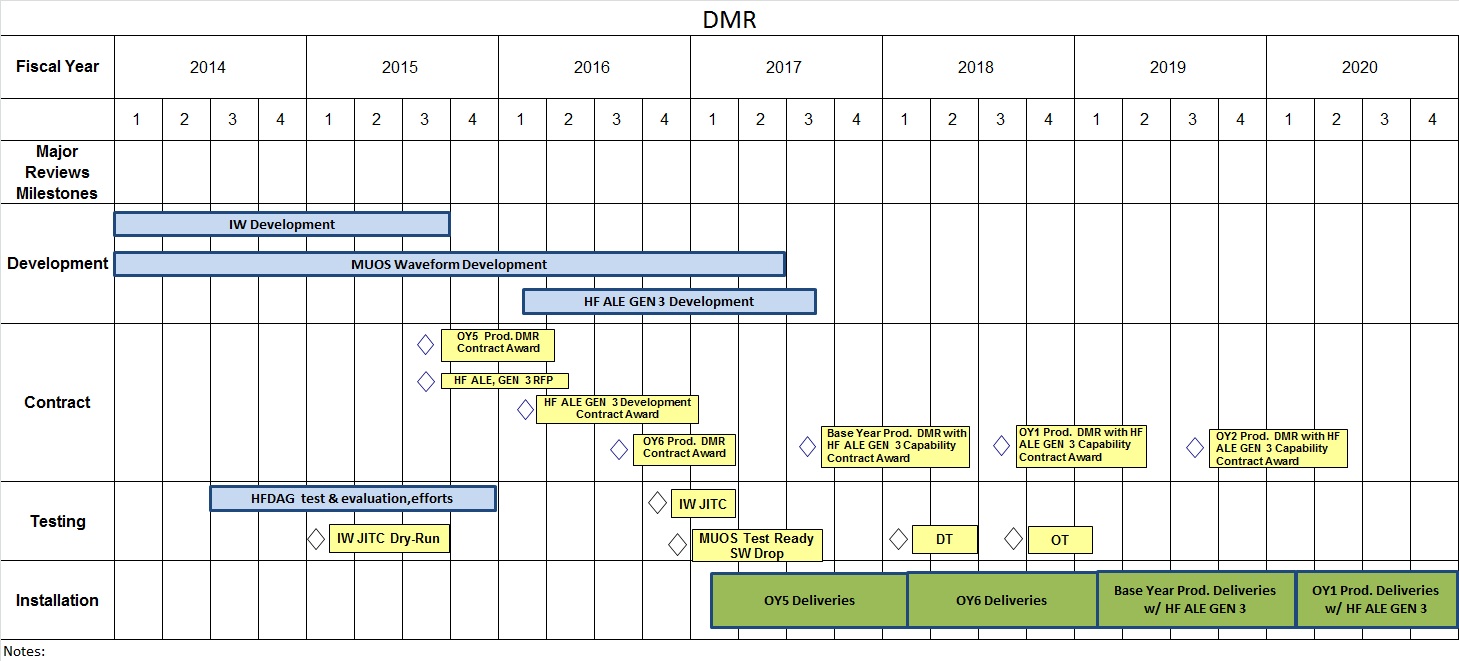 DMR
Fiscal Year 2014 2015 2016 2017 2018 2019 2020
1 2 3 4 1 2 3 4 1 2 3 4 1 2 3 4 1 2 3 4 1 2 3 4 1 2 3 4
Major
Reviews
Milestones
Development
IW Development
MUOS Waveform Development
HF ALE GEN 3 Development
Contract
OY5 Prod. DMR
Contract Award
HF ALE, GEN 3 RFP
HF ALE GEN 3 Development
Contract Award
OY6 Prod. DMR
Contract Award
Base Year Prod. DMR with
HF ALE GEN 3 Capability
Contract Award
OY1 Prod. DMR with HF
ALE GEN 3 Capability
Contract Award
OY2 Prod. DMR with HF
ALE GEN 3 Capability
Contract Award
Testing
HFDAG test & evaluation,efforts
IW JITC Dry-Run
IW JITC
MUOS Test Ready
SW Drop
DT
OT
Installation
OY5 Deliveries
OY6 Deliveries
Base Year Prod. Deliveries
w/ HF ALE GEN 3
OY1 Prod. Deliveries
w/ HF ALE GEN 3
Notes: